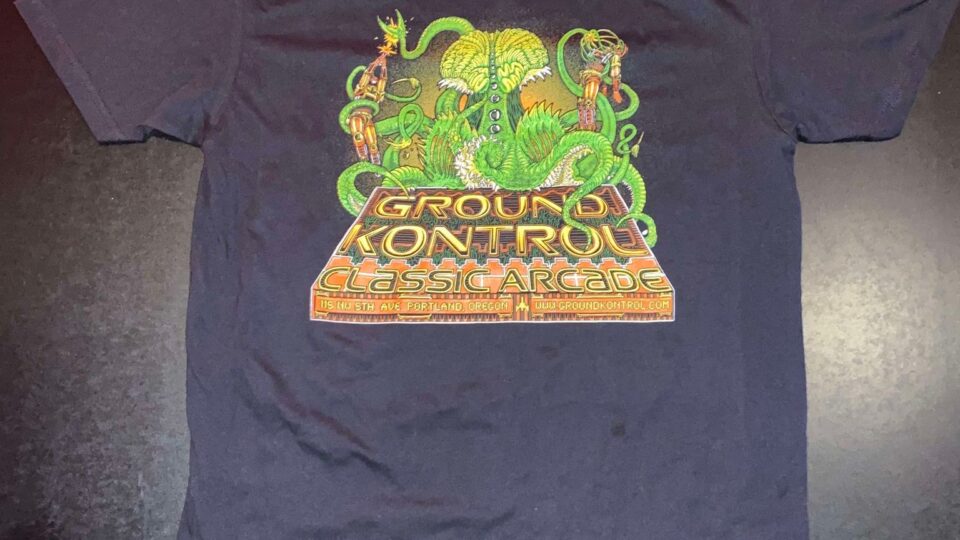 GROUND
KONTROL
CLASSIC ARCADE
115 NW 5TH AVE PORTLAND, OREGON WWW.GROUNDKONTROL.COM